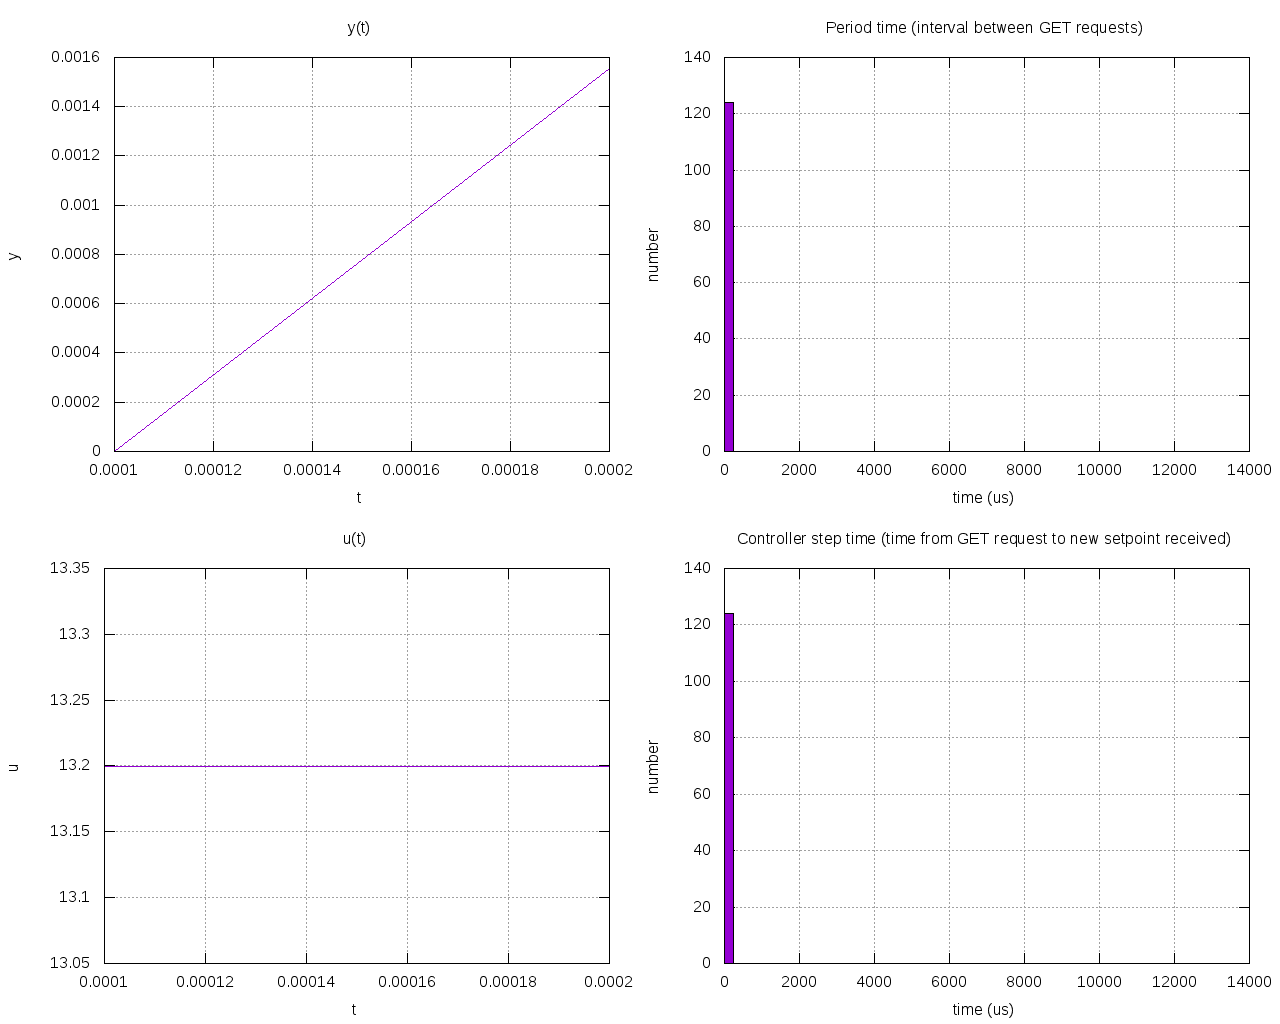 y(t)
0.0016
0.0014
0.0012
0.001
0.0008
0.0006
0.0004
0.0002
0
y
0.0001 0.00012 0.00014 0.00016 0.00018 0.0002
t
Period time (interval between GET requests)
140
120
100
80
60
40
20
0
number
0 2000 4000 6000 8000 10000 12000 14000
time (us)
u(t)
13.35
13.3
13.25
13.2
13.15
13.1
13.05
u
0.0001 0.00012 0.00014 0.00016 0.00018 0.0002
t
Controller step time (time from GET request to new setpoint received)
140
120
100
80
60
40
20
0
number
0 2000 4000 6000 8000 10000 12000 14000
time (us)